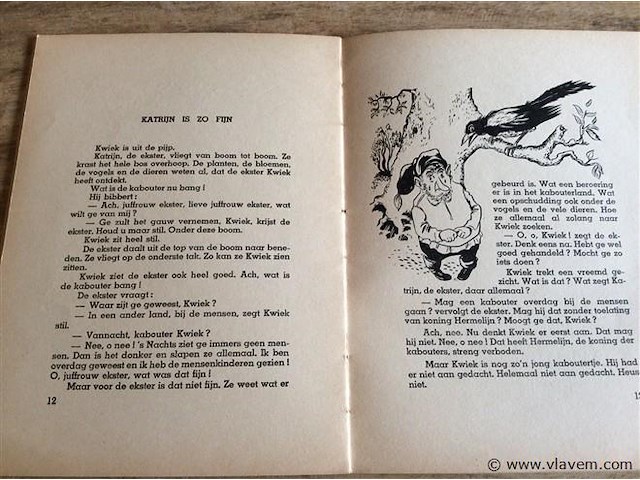 KATRIJN IS ZO FIJN
Kwiek is uit de pijp.
Katrijn, de ekster, vliegt van boom tot boom. Ze
krast het hele bos overhoop. De planten, de bloemen,
de vogels en de dieren weten al, dat de ekster Kwiek
heeft ontdekt.
Wat is de kabouter nu bang !
Hij bibbert :
— Ach, juffrouw ekster, lieve juffrouw ekster, wat
wilt ge van mij ?
— Ge zult het gauw vernemen, Kwiek, krijst de
ekster. Houd u maar stil. Onder deze boom.
Kwiek zit heel stil.
De ekster daalt uit de top van de boom naar bene-
den. Ze vliegt op de onderste tak. Zo kan ze Kwiek zien
zitten.
Kwiek ziet de ekster ook heel goed. Ach, wat is
de kabouter bang !
De ekster vraagt :
— Waar zijt ge geweest, Kwiek ?
— In een ander land, bij de mensen, zegt Kwiek
stil.
— Vannacht, kabouter Kwiek ?
— Nee, o nee ! 's Nachts ziet ge immers geen men-
sen. Dan is het donker en slapen ze allemaal. Ik ben
overdag geweest en ik heb de mensenkinderen gezien !
O, juffrouw ekster, wat was dat fijn !
Maar voor de ekster is dat niet fijn. Ze weet wat er
12
gebeurd is. Wat een beroering
er is in het kabouterland. Wat
een opschudding ook onder de
vogels en de vele dieren. Hoe
ze allemaal al zolang naar
Kwiek zoeken.
— O, o, Kwiek ! zegt de ek-
ster. Denk eens na. Hebt ge wel
goed gehandeld ? Mocht ge zo
iets doen ?
Kwiek trekt een vreemd ge-
zicht. Wat is dat ? Wat zegt Ka-
trijn, de ekster, daar allemaal ?
— Mag een kabouter overdag bij de mensen
gaan ? vervolgt de ekster. Mag hij dat zonder toelating
van koning Hermelijn ? Moogt ge dat, Kwiek ?
Ach, nee. Nu denkt Kwiek er eerst aan. Dat mag
hij niet. Nee, o nee ! Dat heeft Hermelijn, de koning der
kabouters, streng verboden.
Maar Kwiek is nog zo'n jong kaboutertje. Hij had
er niet aan gedacht. Helemaal niet aan gedacht. Heus
niet.
© www.vlavem.com